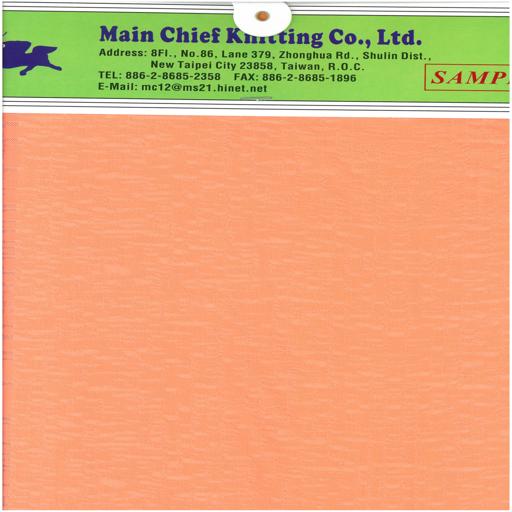 Main Chief Knitting Co., Ltd.
Address: 8Fl., No.86, Lane 379, Zhonghua Rd., Shulin Dist.,
New Taipei City 23858, Taiwan, R.O.C.
TEL: 886-2-8685-2358 FAX: 886-2-8685-1896
E-Mail: mc12@ms21.hinet.net
SAMP